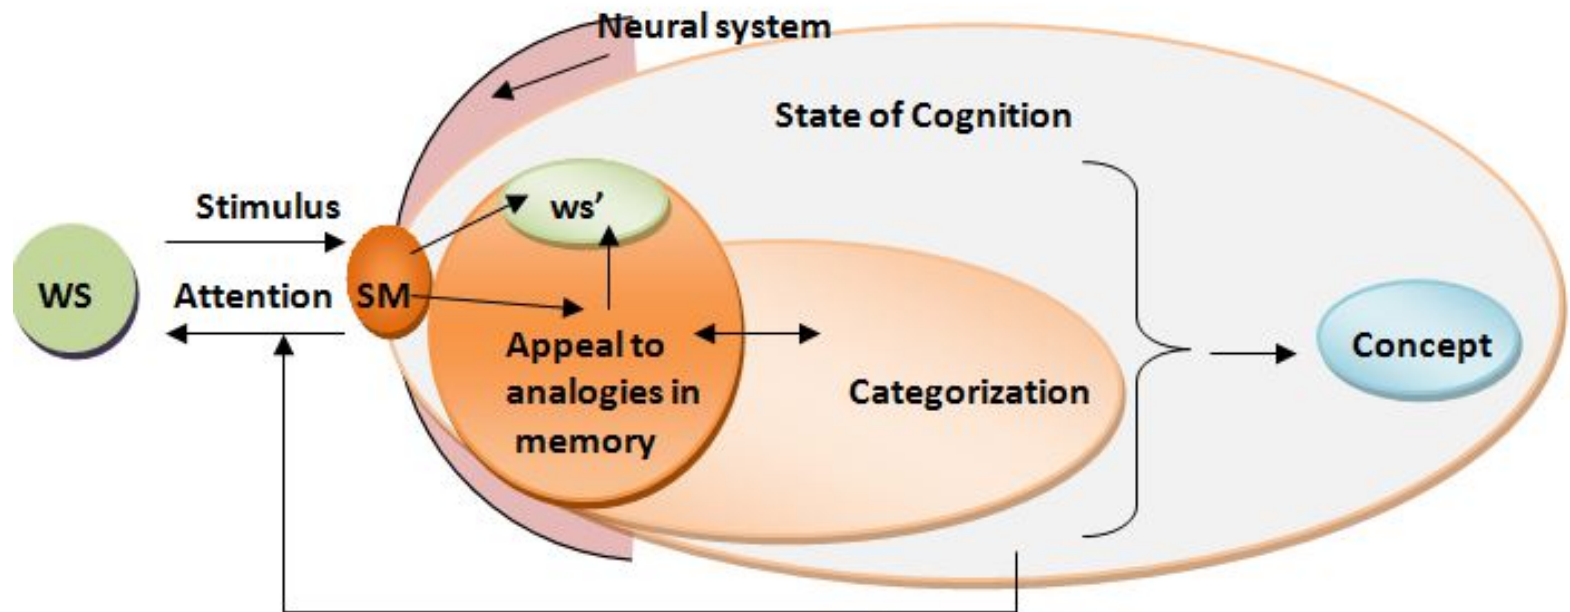 Neural system
State of Cognition
Stimulus
ws’
WS
Attention
SM
Appeal to
analogies in
memory
Categorization
Concept